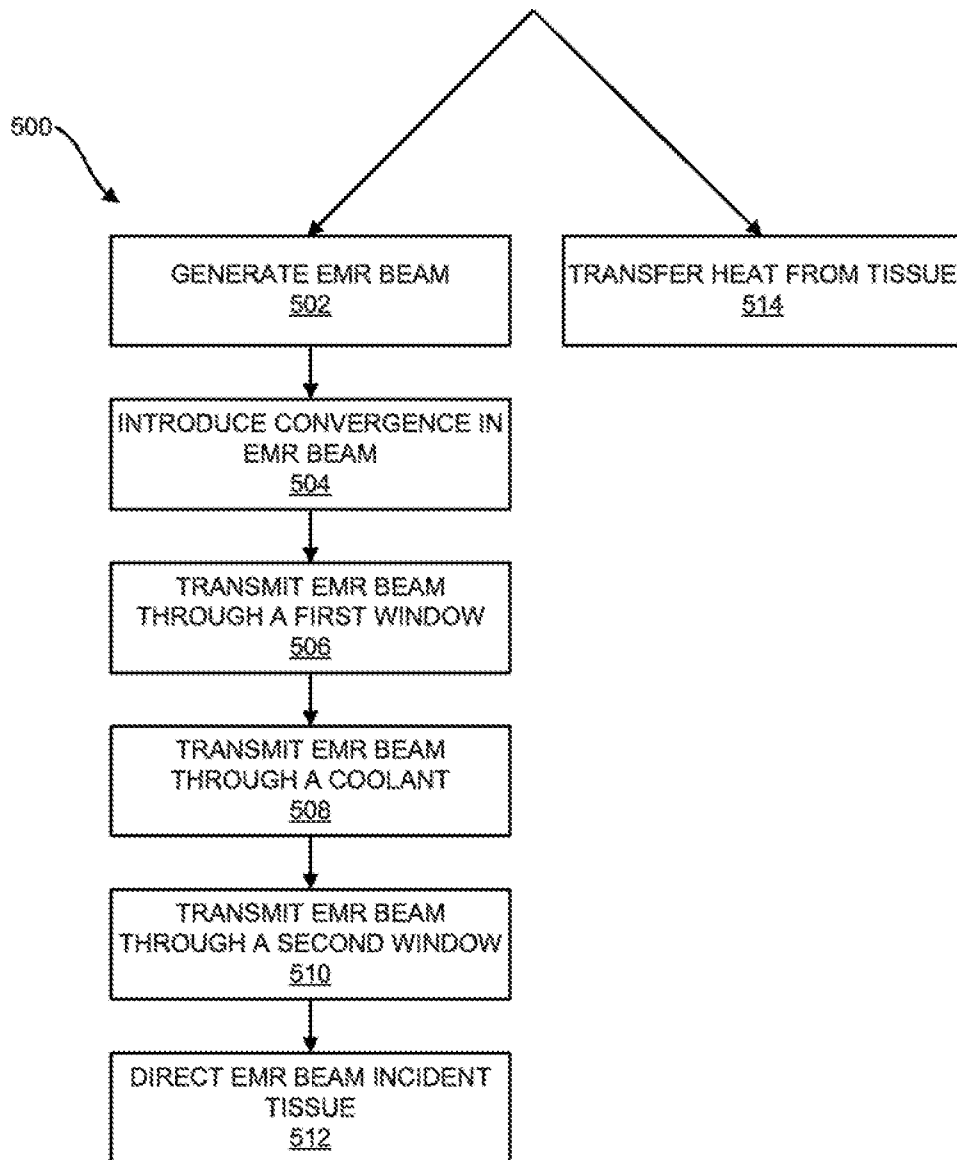 500
GENERATE EMR BEAM
502
TRANSFER HEAT FROM TISSUE
514
INTRODUCE CONVERGENCE IN
EMR BEAM
504
TRANSMIT EMR BEAM
THROUGH A FIRST WINDOW
506
TRANSMIT EMR BEAM
THROUGH A COOLANT
508
TRANSMIT EMR BEAM
THROUGH A SECOND WINDOW
510
DIRECT EMR BEAM INCIDENT
TISSUE
512